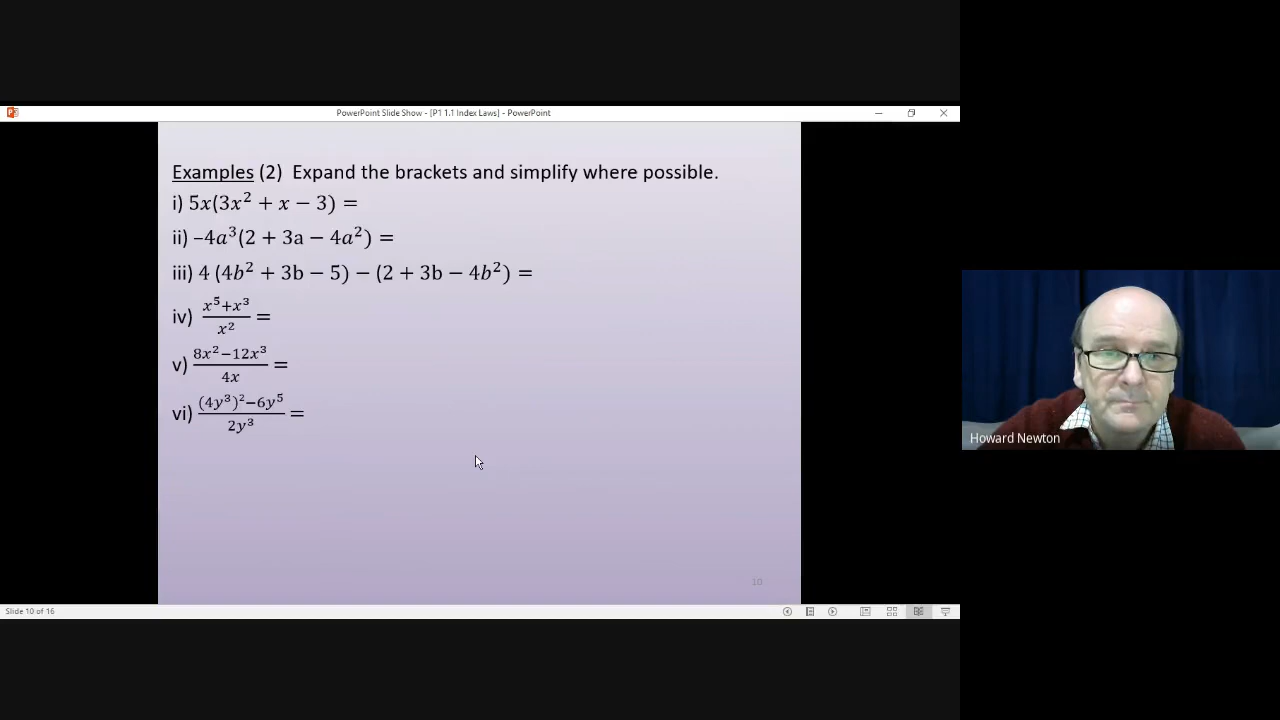 PowerPoint Slide Show - [P1 1.1 Index Laws] - PowerPoint
Examples (2) Expand the brackets and simplify where possible.
i) 5x(3x² + x − 3) =
ii) –4a³(2 + 3a − 4a²) =
iii) 4 (4b² + 3b − 5) − (2 + 3b − 4b²) =
iv) (x⁵+x³)/x² =
v) (8x²−12x³)/4x =
vi) ((4y³)²−6y⁵)/2y³ =
Howard Newton
10
Slide 10 of 16